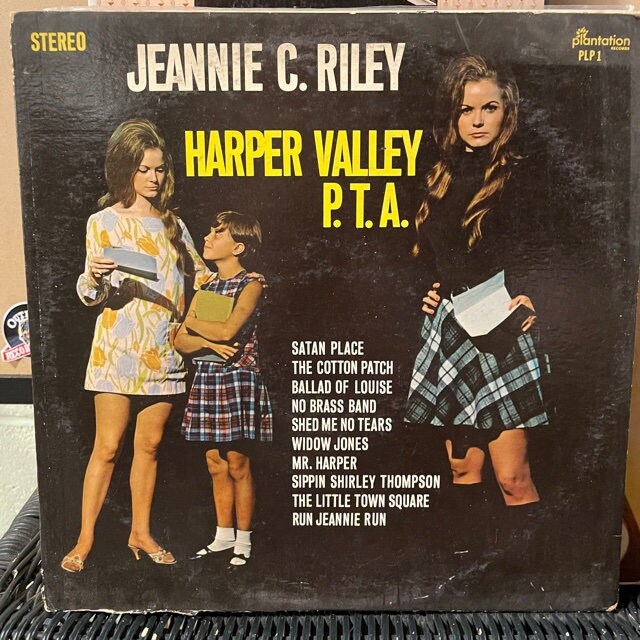 STEREO
JEANNIE C. RILEY
plantation
RECORDS
PLP 1
HARPER VALLEY
P.T.A.
SATAN PLACE
THE COTTON PATCH
BALLAD OF LOUISE
NO BRASS BAND
SHED ME NO TEARS
WIDOW JONES
MR. HARPER
SIPPIN SHIRLEY THOMPSON
THE LITTLE TOWN SQUARE
RUN JEANNIE RUN